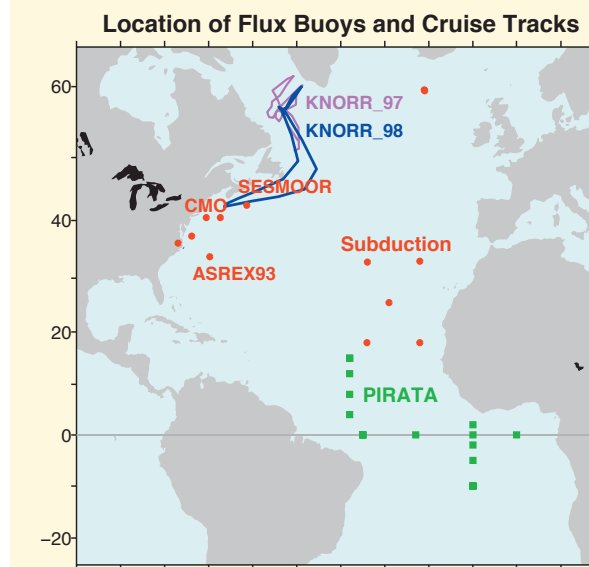 Location of Flux Buoys and Cruise Tracks
60
KNORR_97
KNORR_98
SESMOOR
CMO
40
Subduction
ASREX93
20
PIRATA
0
−20